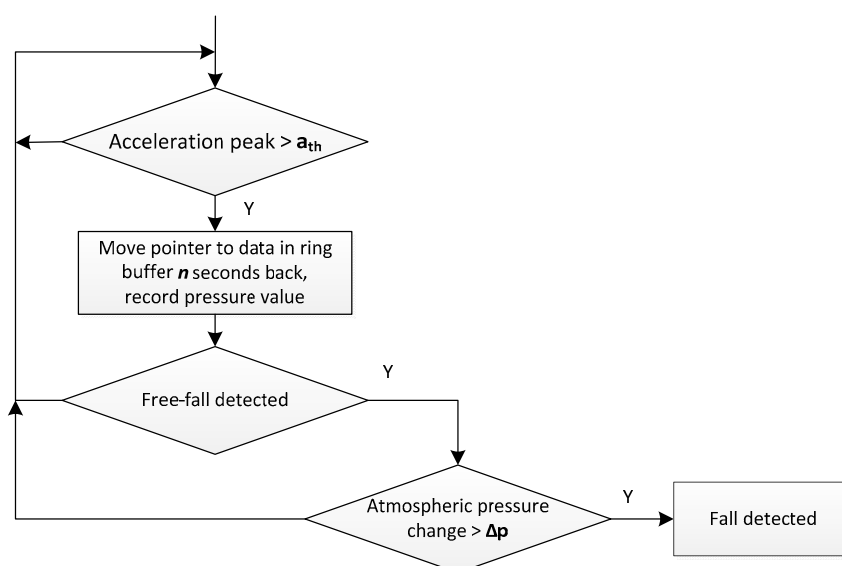 Acceleration peak > ath
Y
Move pointer to data in ring
buffer n seconds back,
record pressure value
Y
Free-fall detected
Atmospheric pressure
change > Δp
Y
Fall detected